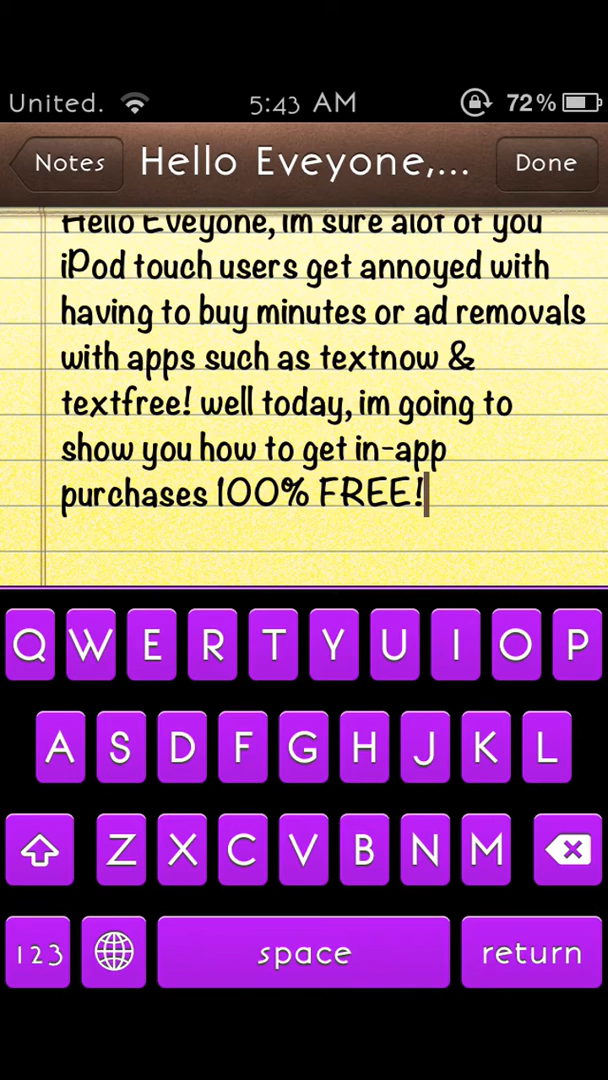 United. 5:43 AM 72%
Notes Hello Eveyone,... Done
Hello Eveyone, im sure alot of you
iPod touch users get annoyed with
having to buy minutes or ad removals
with apps such as textnow &
textfree! well today, im going to
show you how to get in-app
purchases 100% FREE!
Q W E R T Y U I O P
A S D F G H J K L
Z X C V B N M
123 space return